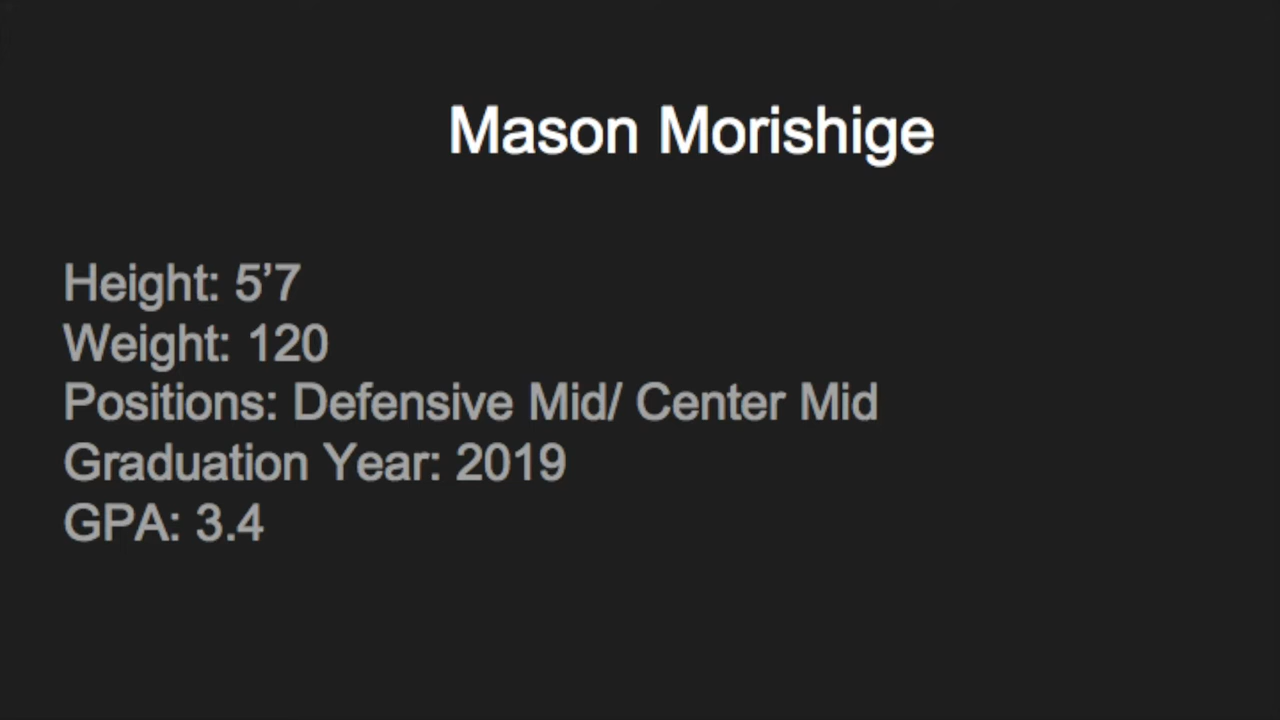 Mason Morishige
Height: 5’7
Weight: 120
Positions: Defensive Mid/ Center Mid
Graduation Year: 2019
GPA: 3.4